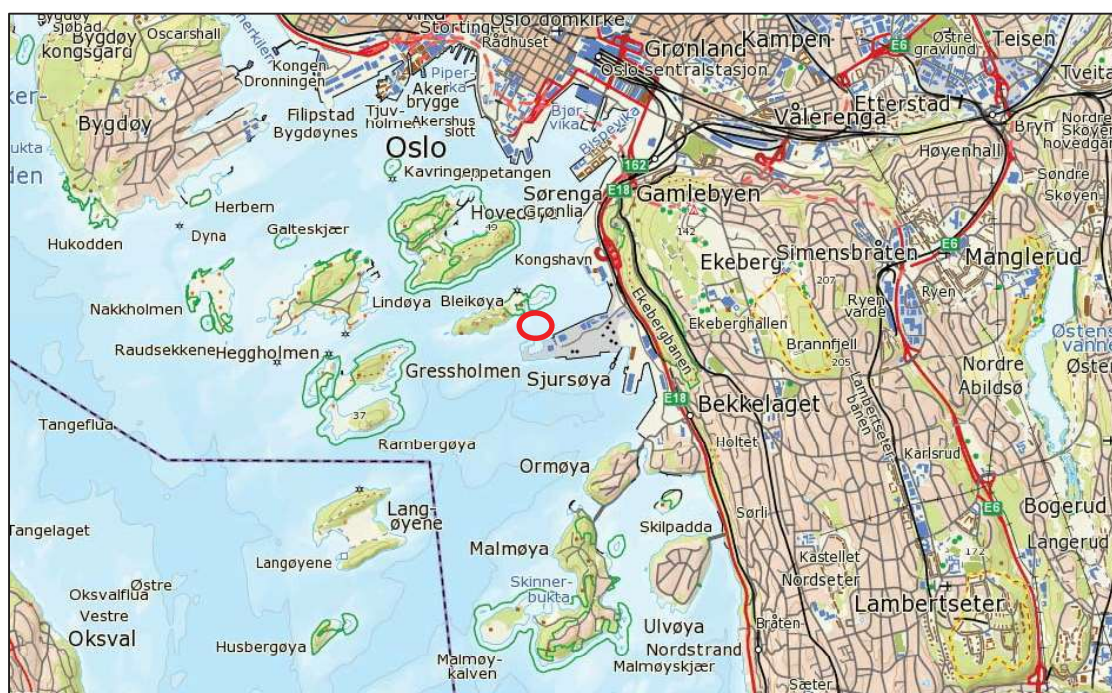 Bygdøy
sjøbad
Bygdøy
kongsgard
Oscarshall
Kongen
Dronningen
Filipstad
Bygdøynes
Bygdøy
Hukodden
Herbern
Dyna
Galteskjær
Stortinget
Rådhuset
Oslo domkirke
Piper-
vika
Aker
brygge
Tjuv-
holmen
Akershus
slott
Bjør-
vika
Bispevika
Grønland
Oslo sentralstasjon
Kampen
E6
Østre
gravlund
Teisen
Tveita
Etterstad
Vålerenga
Bryn
Nordre
Skøyen
hovedgård
Høyenhall
Søndre
Skøyen
Oslo
Kavringen
162
Sørenga
E18
Gamlebyen
Grønlia
49
Kongshavn
142
Ekeberg
Simensbråten
E6
Manglerud
207
Ryen
varde
Ryen
Nakkholmen
Lindøya
Bleikøya
Raudsekkene
Heggholmen
Gressholmen
Sjursøya
Ekebergbanen
Ekeberghallen
Brannfjell
205
Nordre
Abildsø
E18
Bekkelaget
Lambertseter
banen
37
Tangeflua
Rambergøya
Holtet
Karlsrud
Ormøya
Lang-
øyene
Skilpadda
Sørli
E6
Bogerud
Tangelaget
Malmøya
Langerud
Langøyene
Kastellet
Nordseter
172
Østre
Oksvalflua
Vestre
Oksval
Skinner-
bukta
Lambertseter
Husbergøya
Ulvøya
Bråten
Nordstrand
Malmøy-
kalven
Malmøyskjær
Sæter